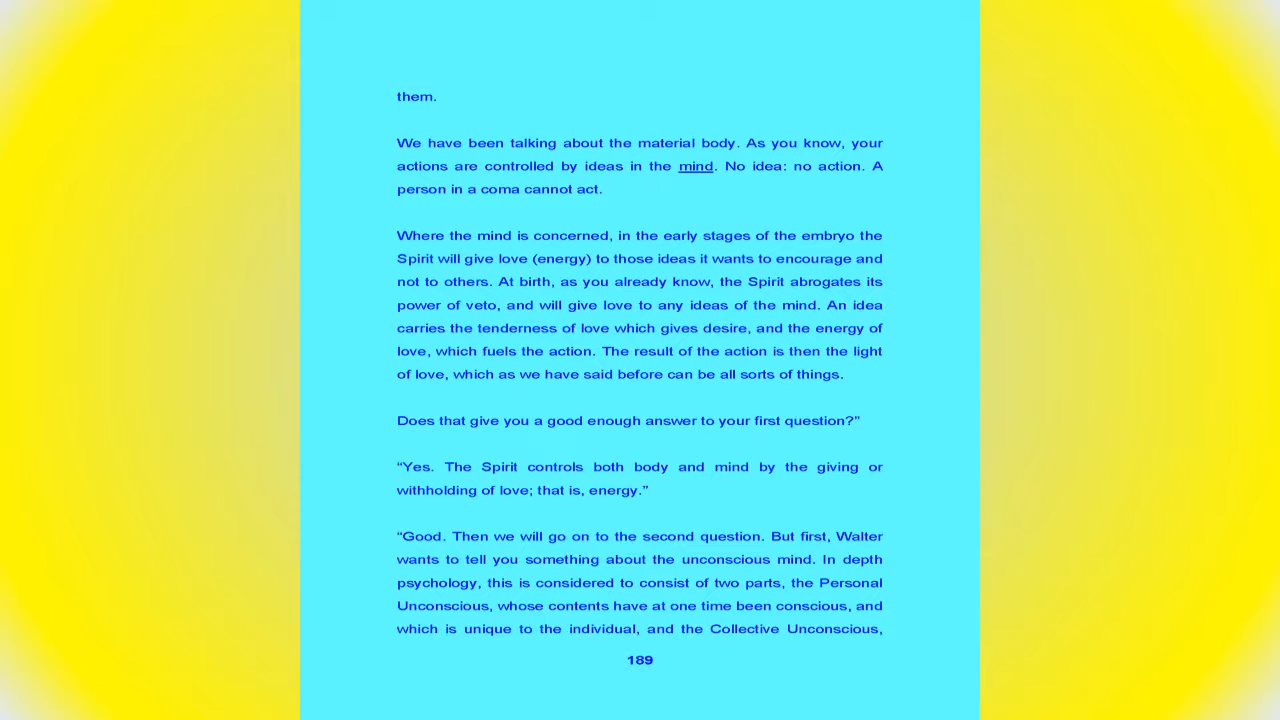 them.
We have been talking about the material body. As you know, your
actions are controlled by ideas in the mind. No idea: no action. A
person in a coma cannot act.
Where the mind is concerned, in the early stages of the embryo the
Spirit will give love (energy) to those ideas it wants to encourage and
not to others. At birth, as you already know, the Spirit abrogates its
power of veto, and will give love to any ideas of the mind. An idea
carries the tenderness of love which gives desire, and the energy of
love, which fuels the action. The result of the action is then the light
of love, which as we have said before can be all sorts of things.
Does that give you a good enough answer to your first question?”
“Yes. The Spirit controls both body and mind by the giving or
withholding of love; that is, energy.”
“Good. Then we will go on to the second question. But first, Walter
wants to tell you something about the unconscious mind. In depth
psychology, this is considered to consist of two parts, the Personal
Unconscious, whose contents have at one time been conscious, and
which is unique to the individual, and the Collective Unconscious,
189